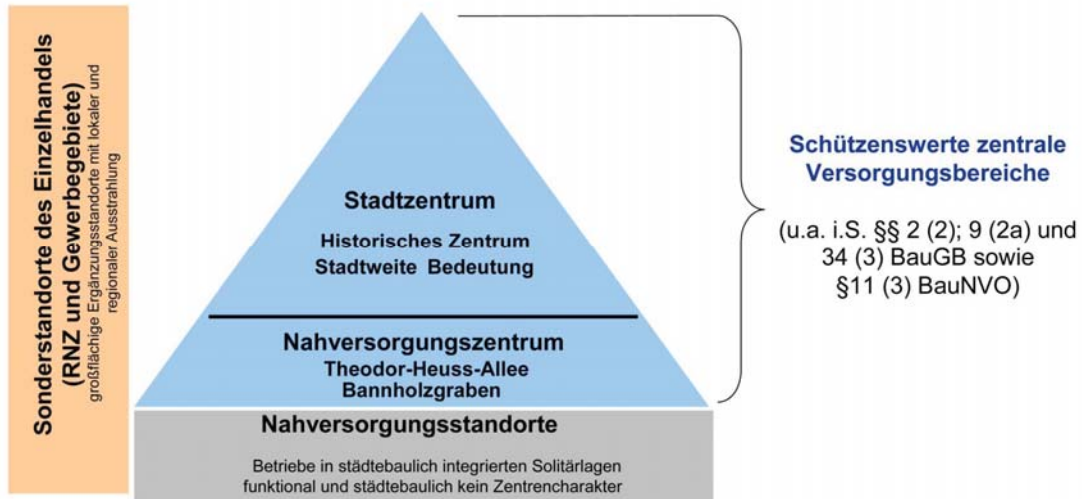 Sonderstandorte des Einzelhandels
(RNZ und Gewerbegebiete)
großflächige Ergänzungsstandorte mit lokaler und
regionaler Ausstrahlung
Stadtzentrum
Historisches Zentrum
Stadtweite Bedeutung
Nahversorgungszentrum
Theodor-Heuss-Allee
Bannholzgraben
Nahversorgungsstandorte
Betriebe in städtebaulich integrierten Solitärlagen
funktional und städtebaulich kein Zentrencharakter
Schützenswerte zentrale
Versorgungsbereiche
(u.a. i.S. §§ 2 (2); 9 (2a) und
34 (3) BauGB sowie
§11 (3) BauNVO)